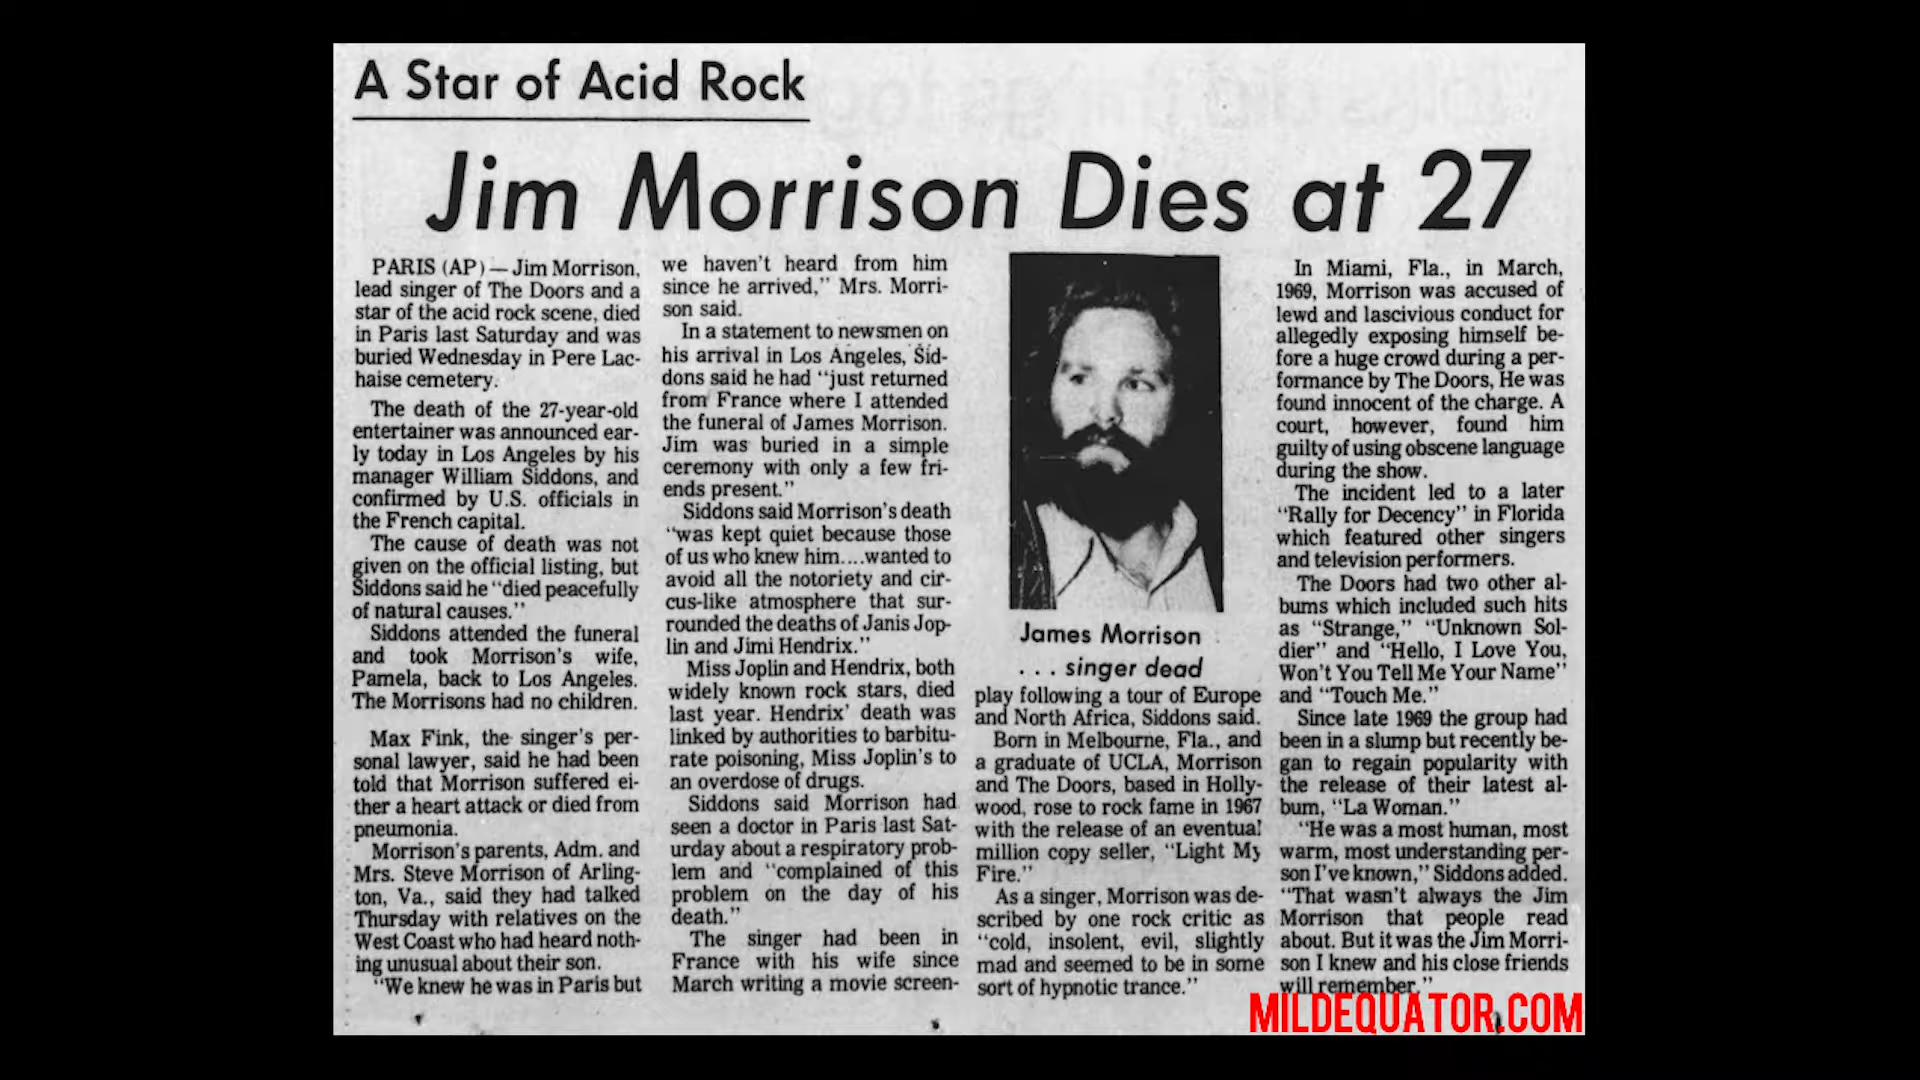 A Star of Acid Rock
Jim Morrison Dies at 27
PARIS (AP) — Jim Morrison,
lead singer of The Doors and a
star of the acid rock scene, died
in Paris last Saturday and was
buried Wednesday in Pere Lac-
haise cemetery.
The death of the 27-year-old
entertainer was announced ear-
ly today in Los Angeles by his
manager William Siddons, and
confirmed by U.S. officials in
the French capital.
The cause of death was not
given on the official listing, but
Siddons said he "died peacefully
of natural causes."
Siddons attended the funeral
and took Morrison's wife,
Pamela, back to Los Angeles.
The Morrisons had no children.
Max Fink, the singer's per-
sonal lawyer, said he had been
told that Morrison suffered ei-
ther a heart attack or died from
pneumonia.
Morrison's parents, Adm. and
Mrs. Steve Morrison of Arling-
ton, Va., said they had talked
Thursday with relatives on the
West Coast who had heard noth-
ing unusual about their son.
"We knew he was in Paris but
we haven't heard from him
since he arrived," Mrs. Morri-
son said.
In a statement to newsmen on
his arrival in Los Angeles, Sid-
dons said he had "just returned
from France where I attended
the funeral of James Morrison.
Jim was buried in a simple
ceremony with only a few fri-
ends present."
Siddons said Morrison's death
"was kept quiet because those
of us who knew him....wanted to
avoid all the notoriety and cir-
cus-like atmosphere that sur-
rounded the deaths of Janis Jop-
lin and Jimi Hendrix."
Miss Joplin and Hendrix, both
widely known rock stars, died
last year. Hendrix' death was
linked by authorities to barbitu-
rate poisoning, Miss Joplin's to
an overdose of drugs.
Siddons said Morrison had
seen a doctor in Paris last Sat-
urday about a respiratory prob-
lem and "complained of this
problem on the day of his
death."
The singer had been in
France with his wife since
March writing a movie screen-
James Morrison
. . . singer dead
play following a tour of Europe
and North Africa, Siddons said.
Born in Melbourne, Fla., and
a graduate of UCLA, Morrison
and The Doors, based in Holly-
wood, rose to rock fame in 1967
with the release of an eventual
million copy seller, "Light My
Fire."
As a singer, Morrison was de-
scribed by one rock critic as
"cold, insolent, evil, slightly
mad and seemed to be in some
sort of hypnotic trance."
In Miami, Fla., in March,
1969, Morrison was accused of
lewd and lascivious conduct for
allegedly exposing himself be-
fore a huge crowd during a per-
formance by The Doors, He was
found innocent of the charge. A
court, however, found him
guilty of using obscene language
during the show.
The incident led to a later
"Rally for Decency" in Florida
which featured other singers
and television performers.
The Doors had two other al-
bums which included such hits
as "Strange," "Unknown Sol-
dier" and "Hello, I Love You,
Won't You Tell Me Your Name"
and "Touch Me."
Since late 1969 the group had
been in a slump but recently be-
gan to regain popularity with
the release of their latest al-
bum, "La Woman."
"He was a most human, most
warm, most understanding per-
son I've known," Siddons added.
"That wasn't always the Jim
Morrison that people read
about. But it was the Jim Morri-
son I knew and his close friends
will remember."
MILDEQUATOR.COM